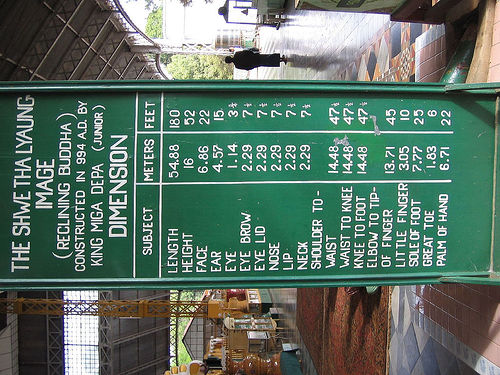 THE SHWE THA LYAUNG
IMAGE
(RECLINING BUDDHA)
CONSTRUCTED IN 994 A.D. BY
KING MIGA DEPA (JUNIOR)
DIMENSION
SUBJECT METERS FEET
LENGTH 54.88 180
HEIGHT 16 52
FACE 6.86 22
EAR 4.57 15
EYE 1.14 3¾
EYE BROW 2.29 7½
EYE LID 2.29 7½
NOSE 2.29 7½
LIP 2.29 7½
NECK 2.29 7½
SHOULDER TO -
WAIST 14.48 47½
WAIST TO KNEE 14.48 47½
KNEE TO FOOT 14.48 47½
ELBOW TO TIP-
OF FINGER 13.71 45
LITTLE FINGER 3.05 10
SOLE OF FOOT 7.77 25
GREAT TOE 1.83 6
PALM OF HAND 6.71 22